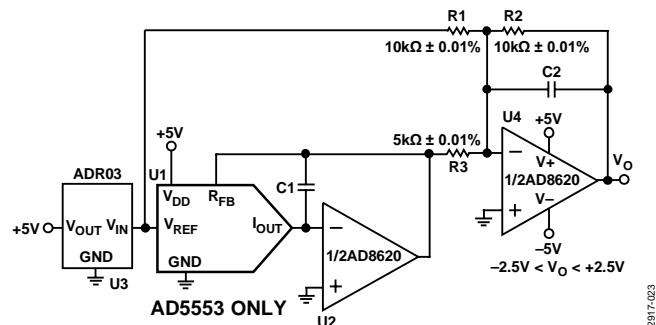 R1
R2
10kΩ ± 0.01%
10kΩ ± 0.01%
C2
U4
+5V
5kΩ ± 0.01%
+5V
V+
VO
ADR03
U1
R3
–
1/2AD8620
VDD
RFB
C1
+
V–
+5V
VOUT VIN
VREF
IOUT
–
–5V
GND
1/2AD8620
–2.5V < VO < +2.5V
U3
GND
+
AD5553 ONLY
U2
2917-023